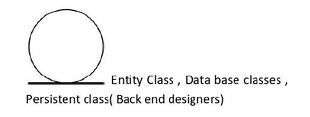 Entity Class , Data base classes ,
Persistent class( Back end designers)